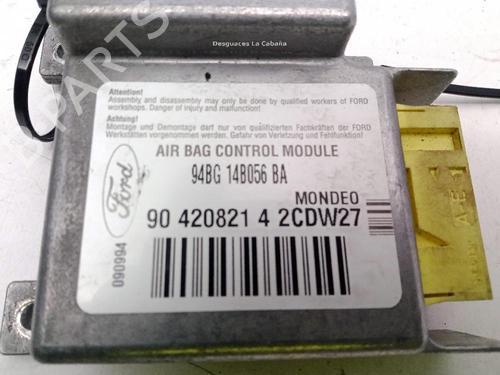 Desguaces La Cabaña
PARTS
Attention!
Assembly and disassembly may only be done by qualified workers of FORD
workshops. Danger of injury and malfunction!
Achtung!
Montage und Demontage darf nur von qualifizierten Fachkräften der FORD
Werkstätten vorgenommen werden. Gefahr von Verletzung und Fehlfunktion!
AIR BAG CONTROL MODULE
94BG 14B056 BA
Ford
MONDEO
90 420821 4 2CDW27
090994
AE1